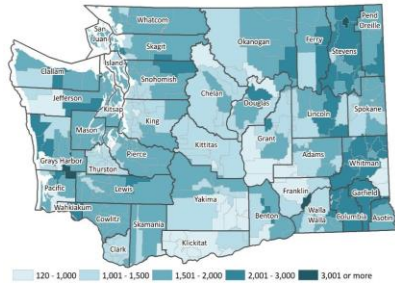 Whatcom
San
Juan
Pend
Oreille
Okanogan
Ferry
Skagit
Stevens
Island
Clallam
Snohomish
Chelan
Jefferson
Douglas
Kitsap
Lincoln
Spokane
Mason
King
Grays Harbor
Kittitas
Grant
Pierce
Adams
Whitman
Thurston
Pacific
Lewis
Yakima
Franklin
Garfield
Wahkiakum
Walla
Walla
Cowlitz
Benton
Columbia
Asotin
Skamania
Clark
Klickitat
120 - 1,000
1,001 - 1,500
1,501 - 2,000
2,001 - 3,000
3,001 or more